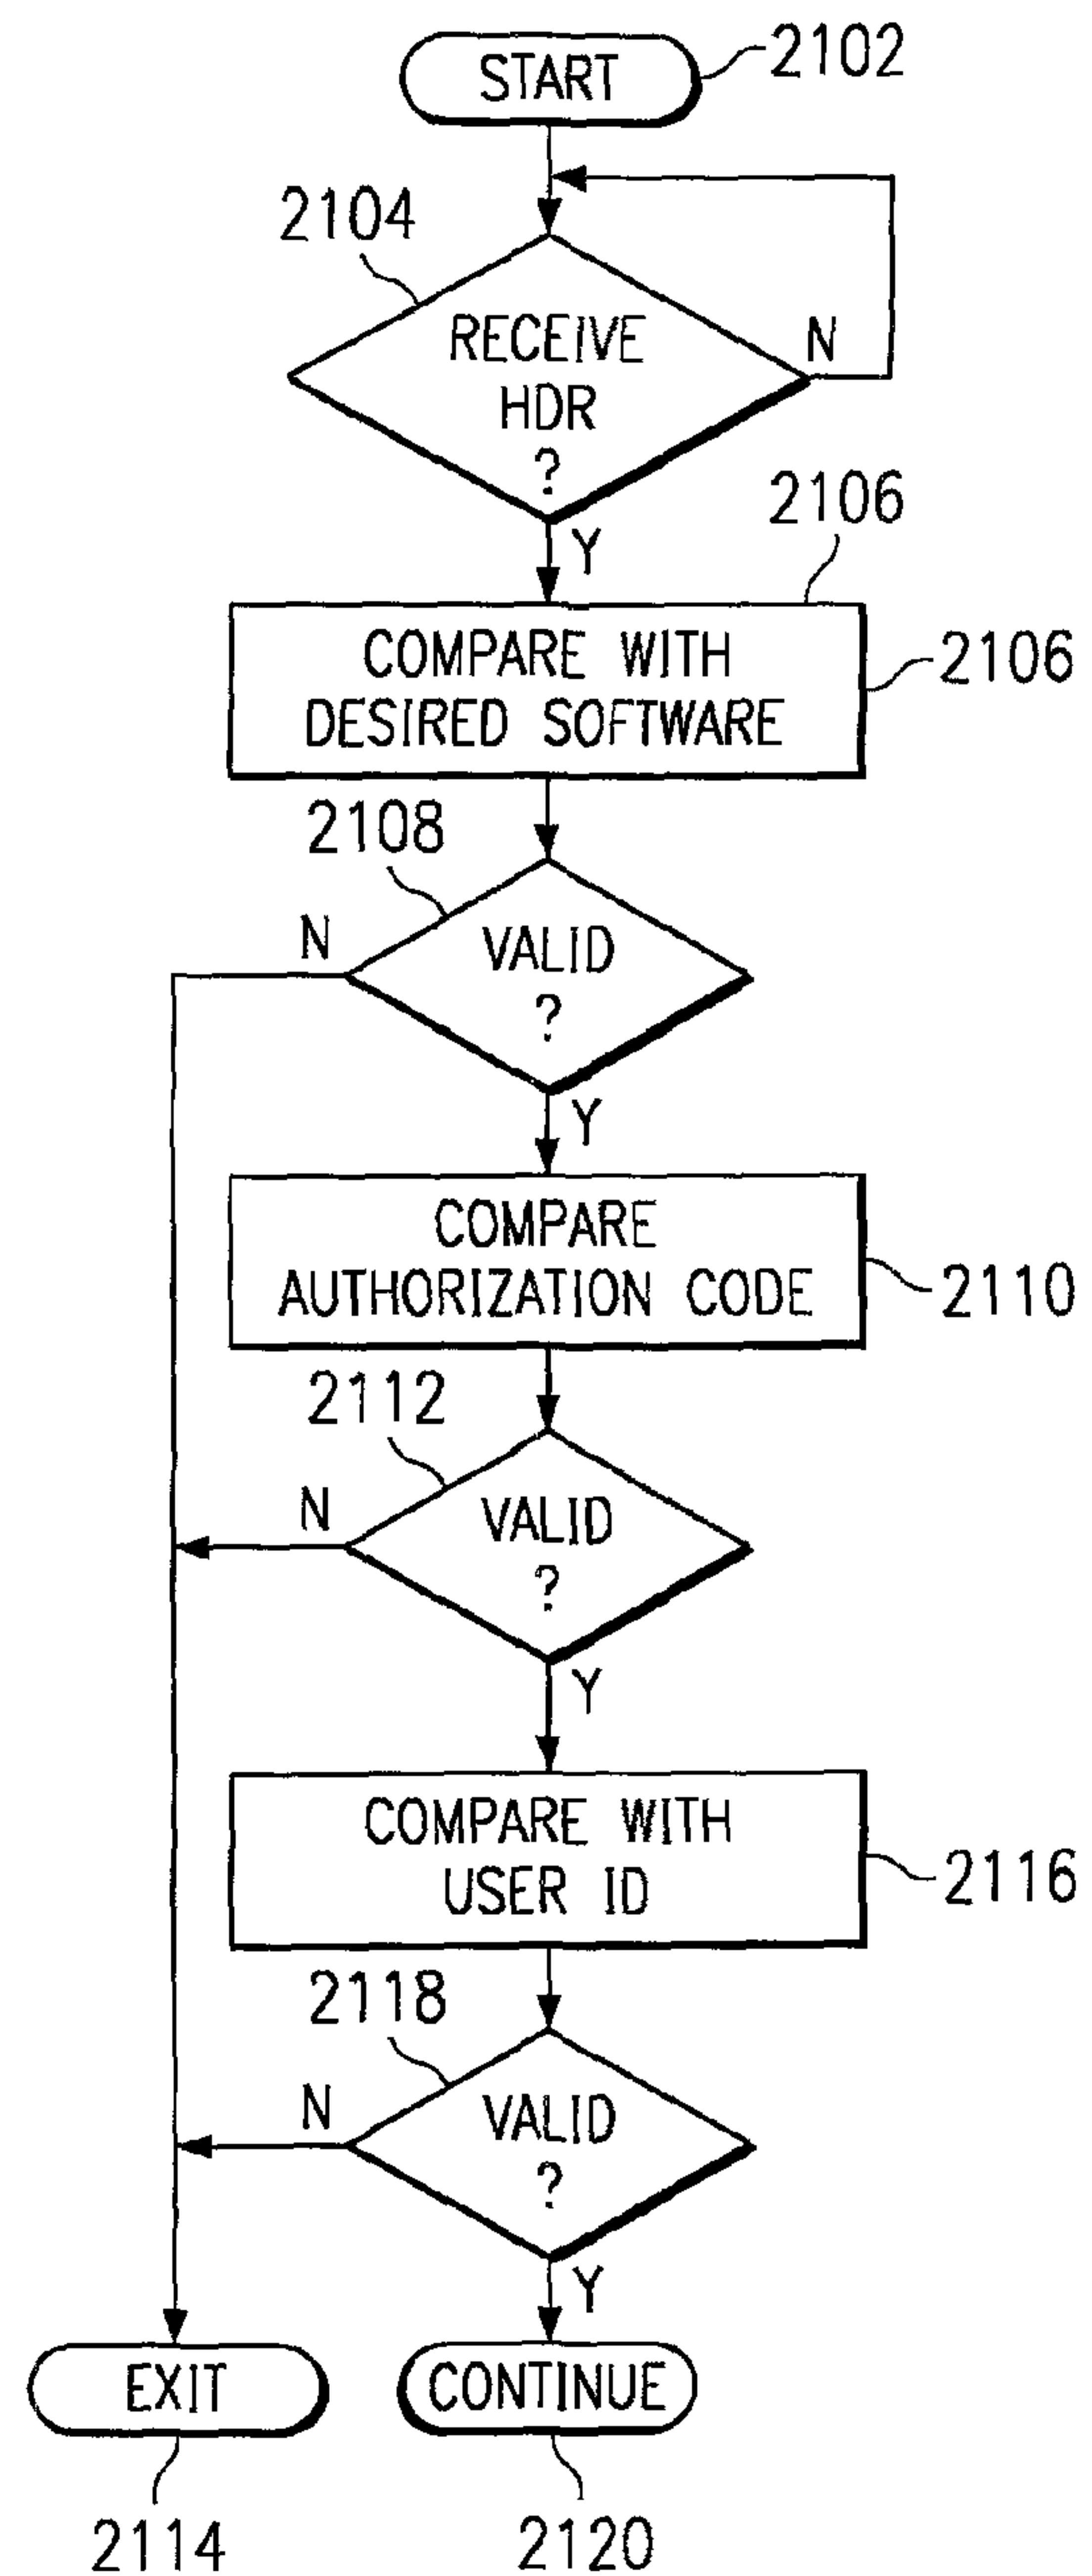 START
2102
2104
RECEIVE
HDR
?
N
Y
2106
COMPARE WITH
DESIRED SOFTWARE
2106
2108
N
VALID
?
Y
COMPARE
AUTHORIZATION CODE
2110
2112
N
VALID
?
Y
COMPARE WITH
USER ID
2116
2118
N
VALID
?
Y
EXIT
CONTINUE
2114
2120